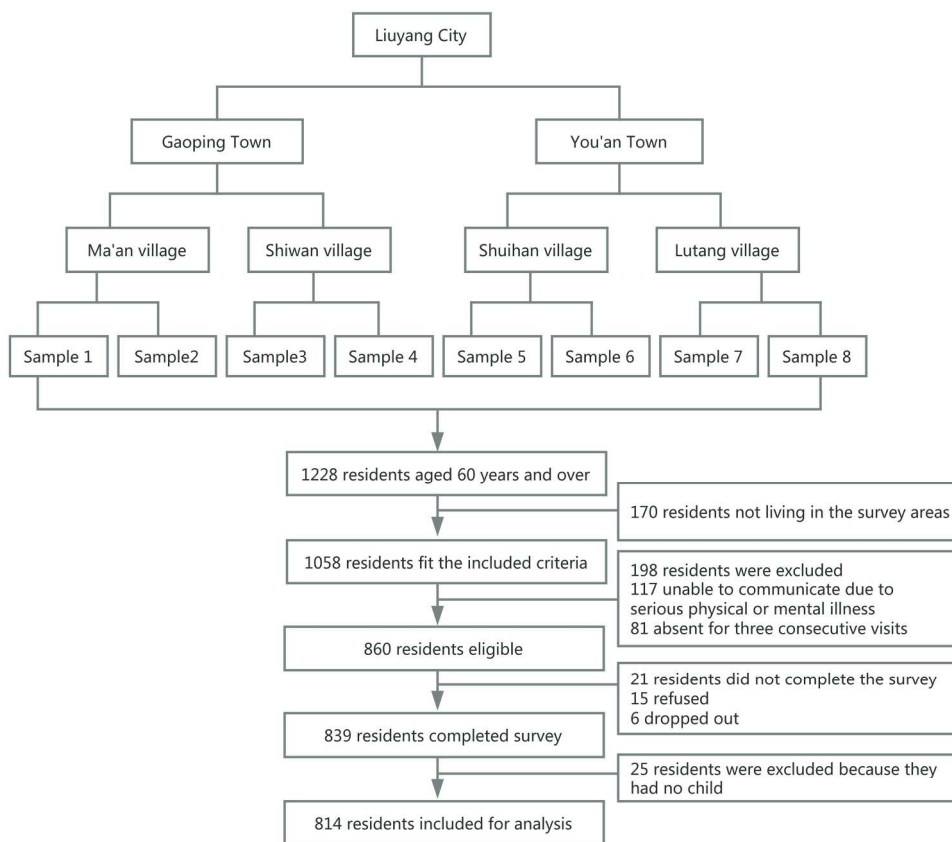 Liuyang City
Gaoping Town
You'an Town
Ma'an village
Shiwan village
Shuihan village
Lutang village
Sample 1
Sample2
Sample3
Sample 4
Sample 5
Sample 6
Sample 7
Sample 8
1228 residents aged 60 years and over
170 residents not living in the survey areas
1058 residents fit the included criteria
198 residents were excluded
117 unable to communicate due to
serious physical or mental illness
81 absent for three consecutive visits
860 residents eligible
21 residents did not complete the survey
15 refused
6 dropped out
839 residents completed survey
25 residents were excluded because they
had no child
814 residents included for analysis